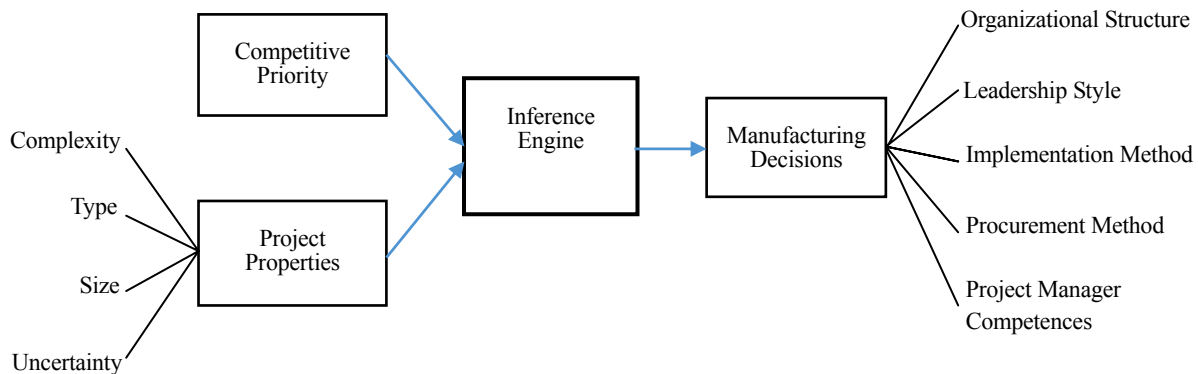 Competitive
Priority
Complexity
Type
Size
Uncertainty
Project
Properties
Inference
Engine
Manufacturing
Decisions
Organizational Structure
Leadership Style
Implementation Method
Procurement Method
Project Manager
Competences